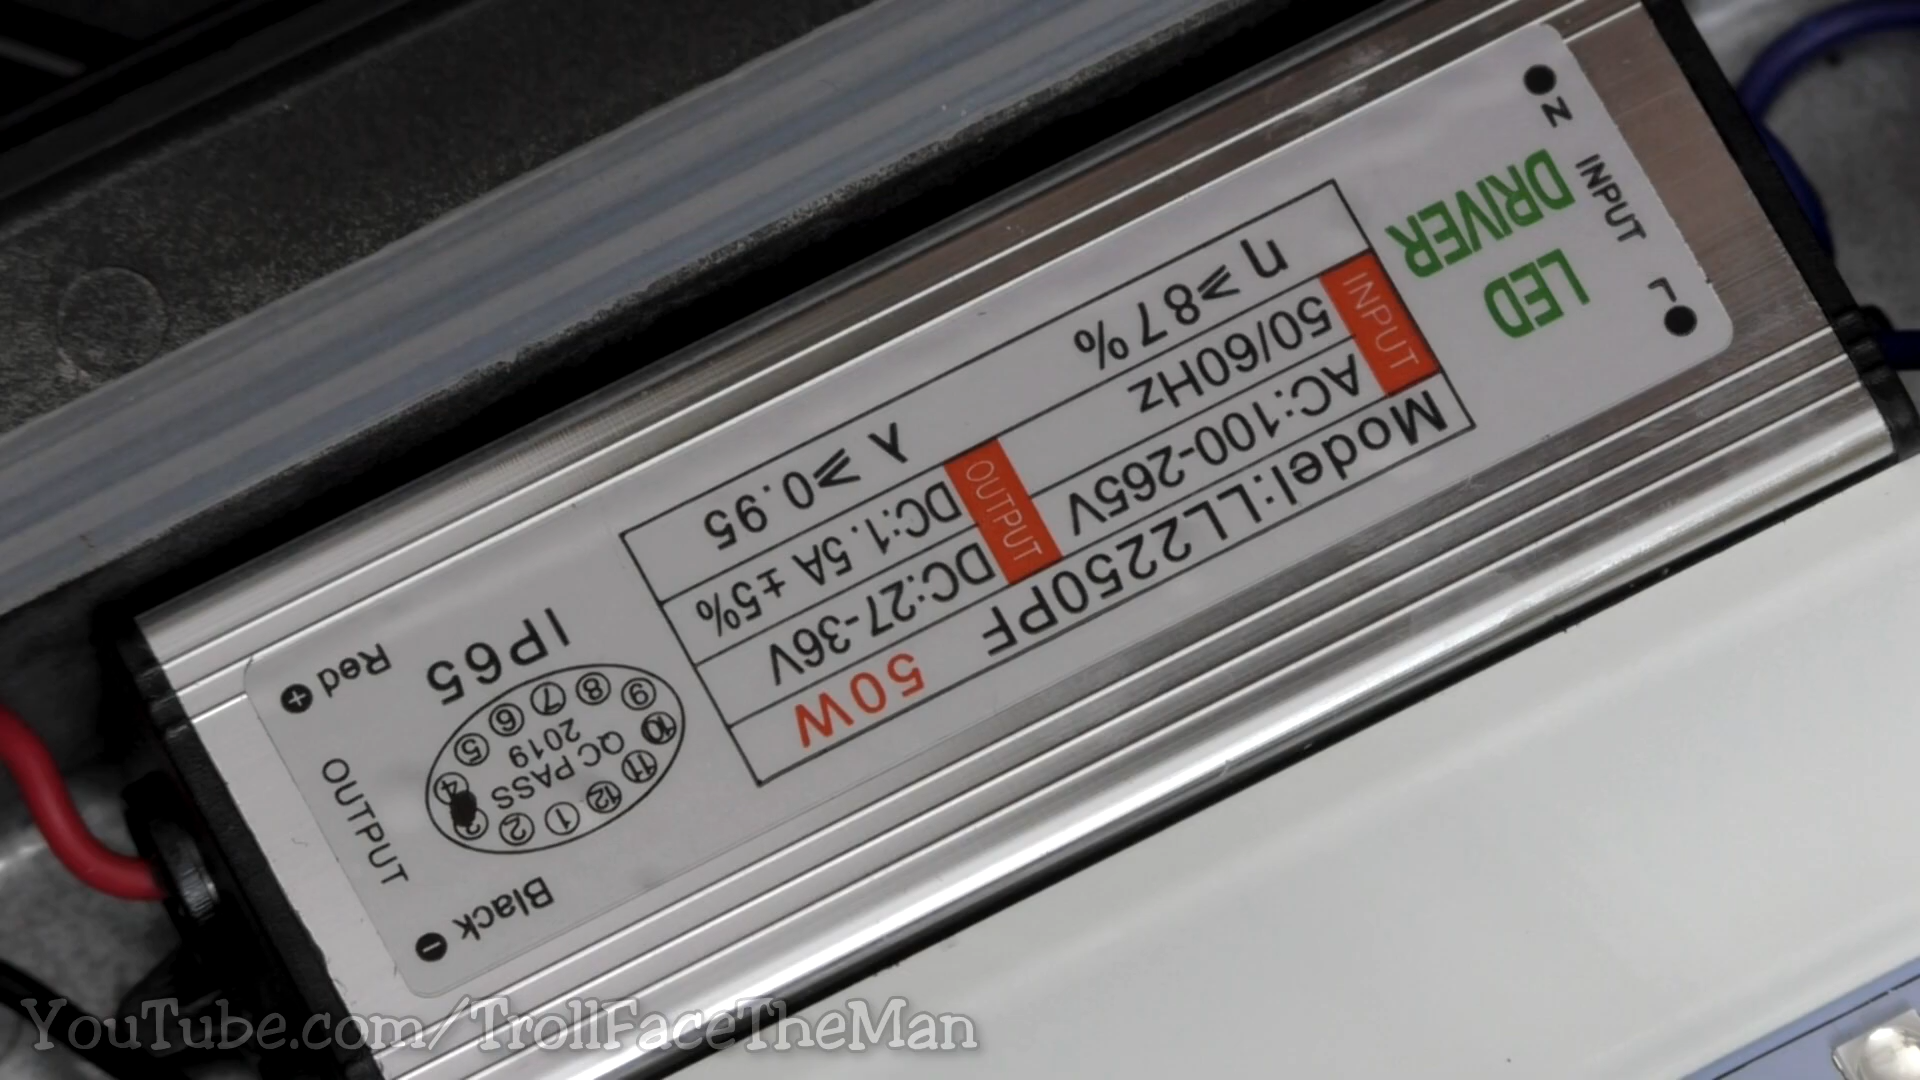 LED
DRIVER
L INPUT N
Model:LL2250PF 50W
INPUT
AC:100-265V
50/60Hz
OUTPUT
DC:27-36V
DC:1.5A ±5%
η ⩾87% λ ⩾0.95
IP65
1 2 3 4 5 6 7 8 9 10 11 12
QC PASS
2019
Black −
OUTPUT
Red +
YouTube.com/TrollFaceTheMan